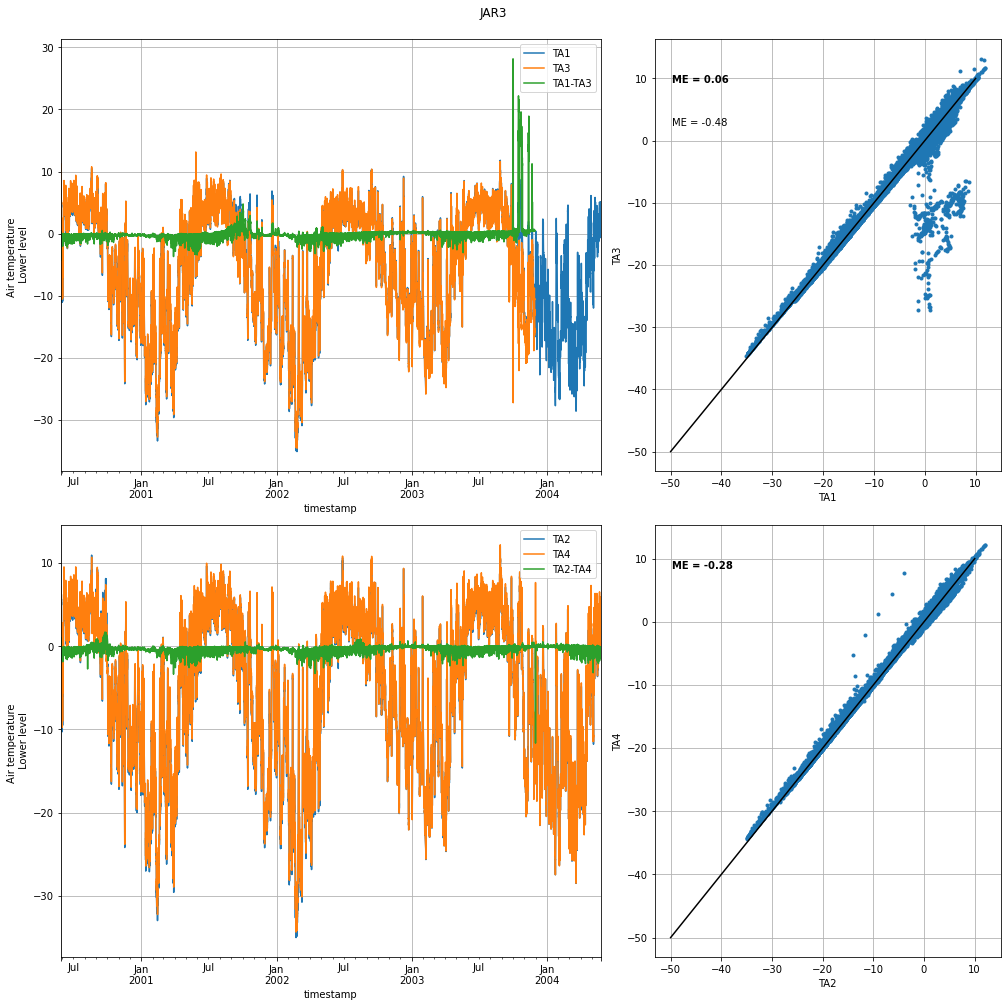 JAR3
30
20
10
0
−10
−20
−30
Air temperature
Lower level
TA1
TA3
TA1-TA3
Jul
Jan
2001
Jul
Jan
2002
Jul
Jan
2003
Jul
Jan
2004
timestamp
ME = 0.06
ME = -0.48
10
0
−10
−20
−30
−40
−50
TA3
−50
−40
−30
−20
−10
0
10
TA1
10
0
−10
−20
−30
Air temperature
Lower level
TA2
TA4
TA2-TA4
Jul
Jan
2001
Jul
Jan
2002
Jul
Jan
2003
Jul
Jan
2004
timestamp
ME = -0.28
10
0
−10
−20
−30
−40
−50
TA4
−50
−40
−30
−20
−10
0
10
TA2